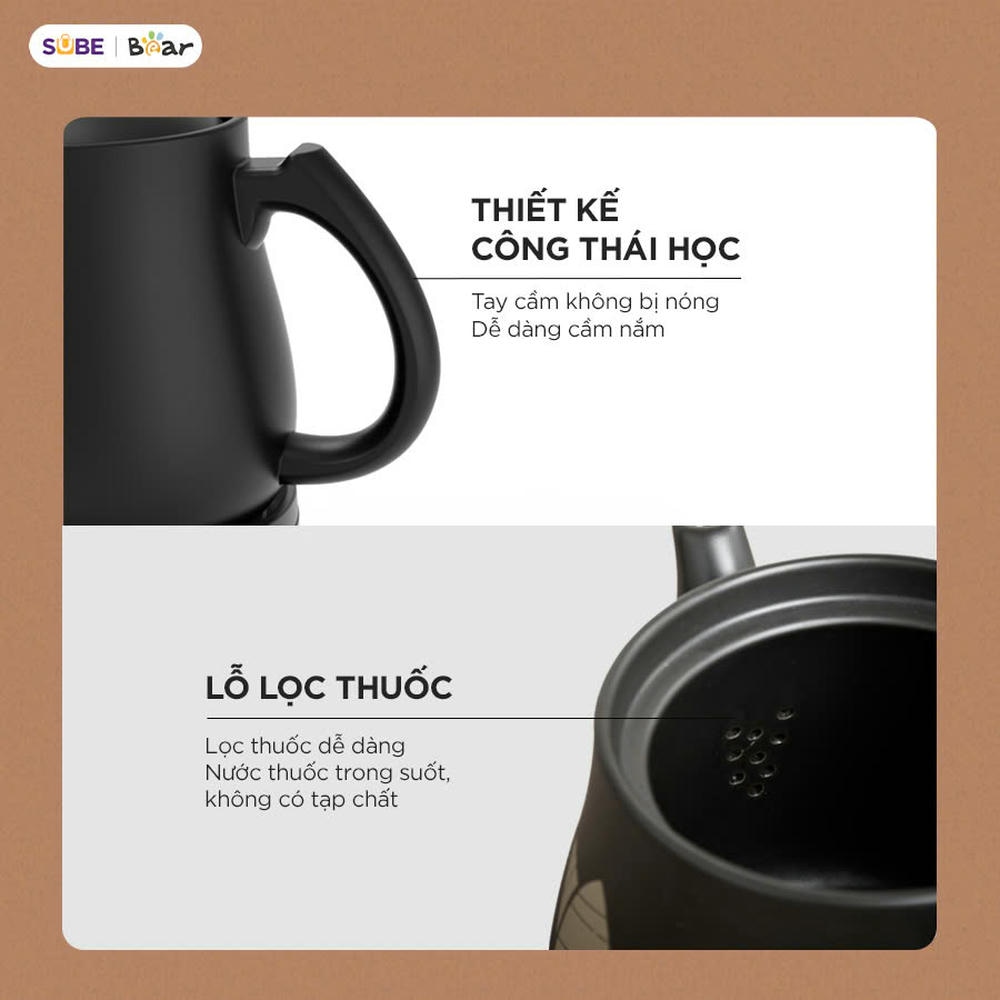 SUBE | Bear
THIẾT KẾ
CÔNG THÁI HỌC
Tay cầm không bị nóng
Dễ dàng cầm nắm
LỖ LỌC THUỐC
Lọc thuốc dễ dàng
Nước thuốc trong suốt,
không có tạp chất